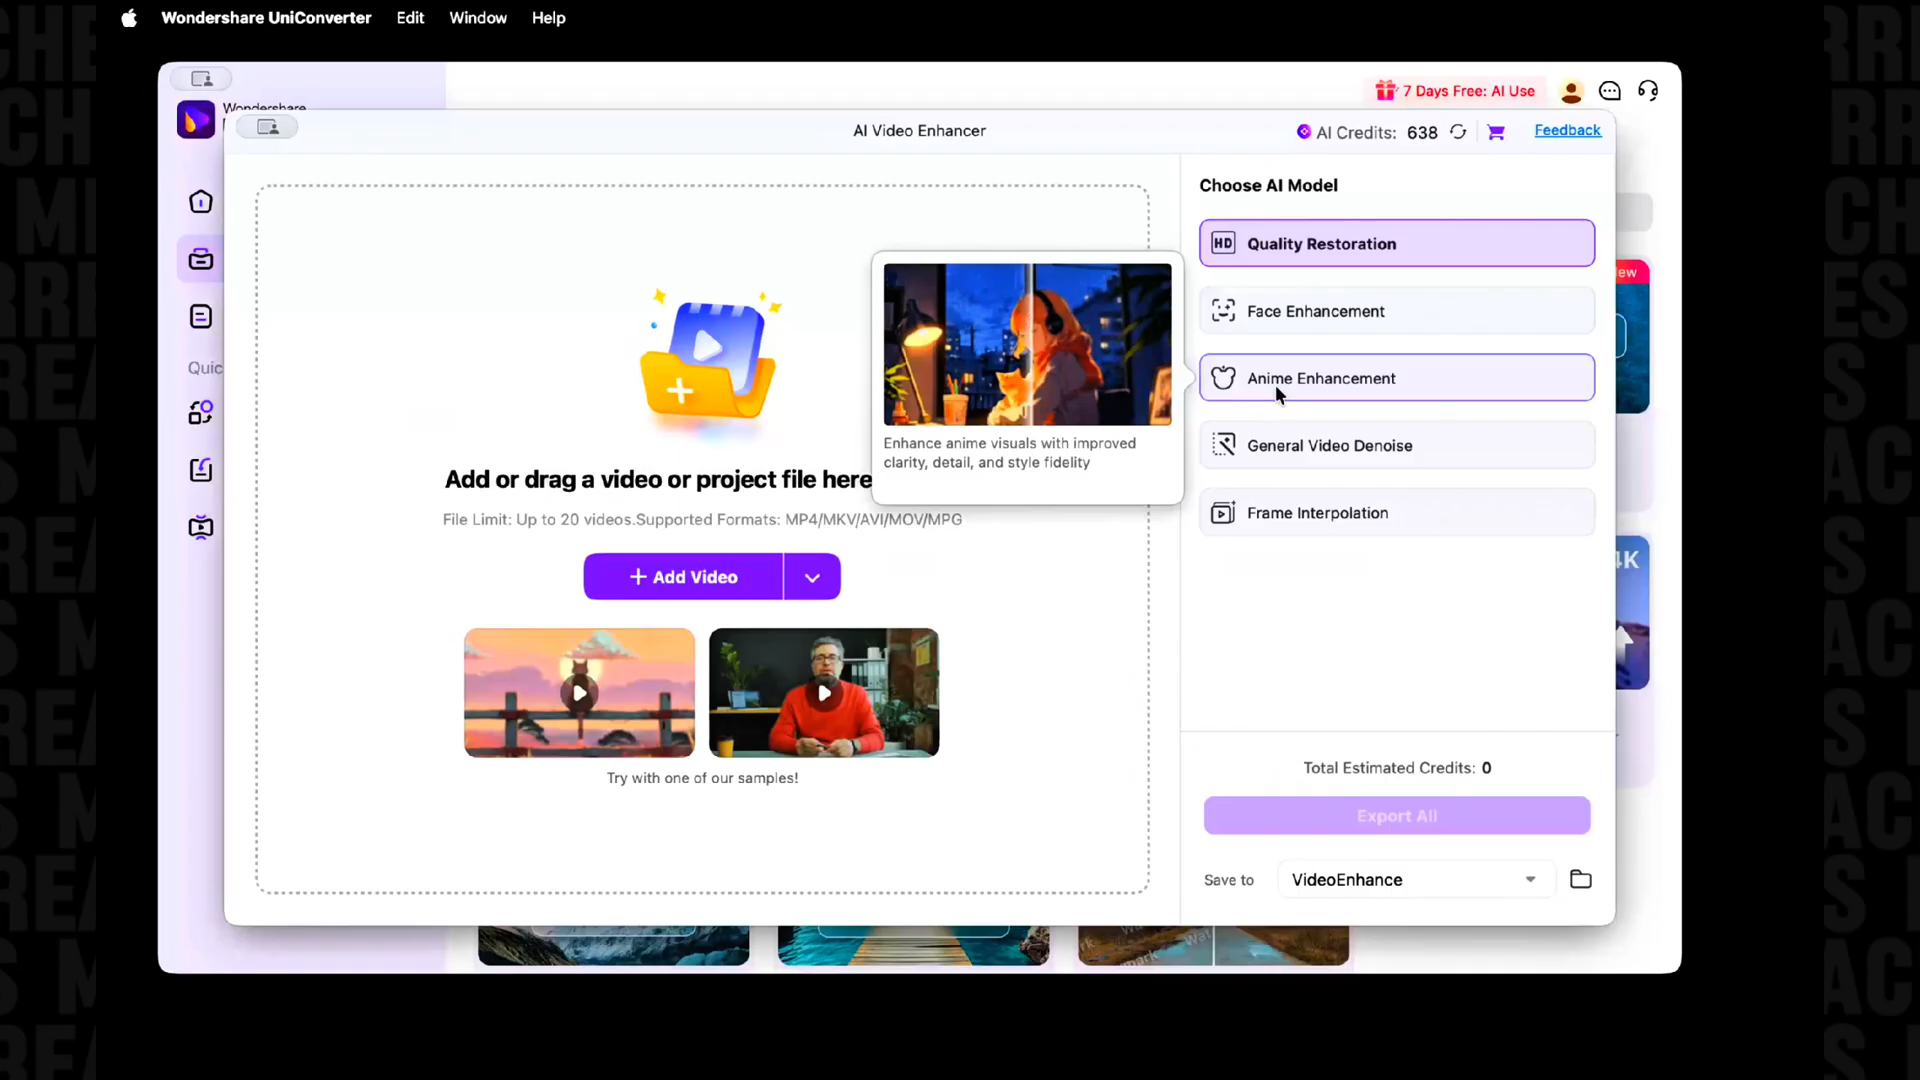 Wondershare UniConverter Edit Window Help
7 Days Free: AI Use
Wondershare
AI Video Enhancer
AI Credits: 638
Feedback
Choose AI Model
HD Quality Restoration
Face Enhancement
Anime Enhancement
General Video Denoise
Frame Interpolation
Enhance anime visuals with improved
clarity, detail, and style fidelity
Quic
Add or drag a video or project file here
File Limit: Up to 20 videos.Supported Formats: MP4/MKV/AVI/MOV/MPG
+ Add Video
Try with one of our samples!
Total Estimated Credits: 0
Export All
Save to VideoEnhance